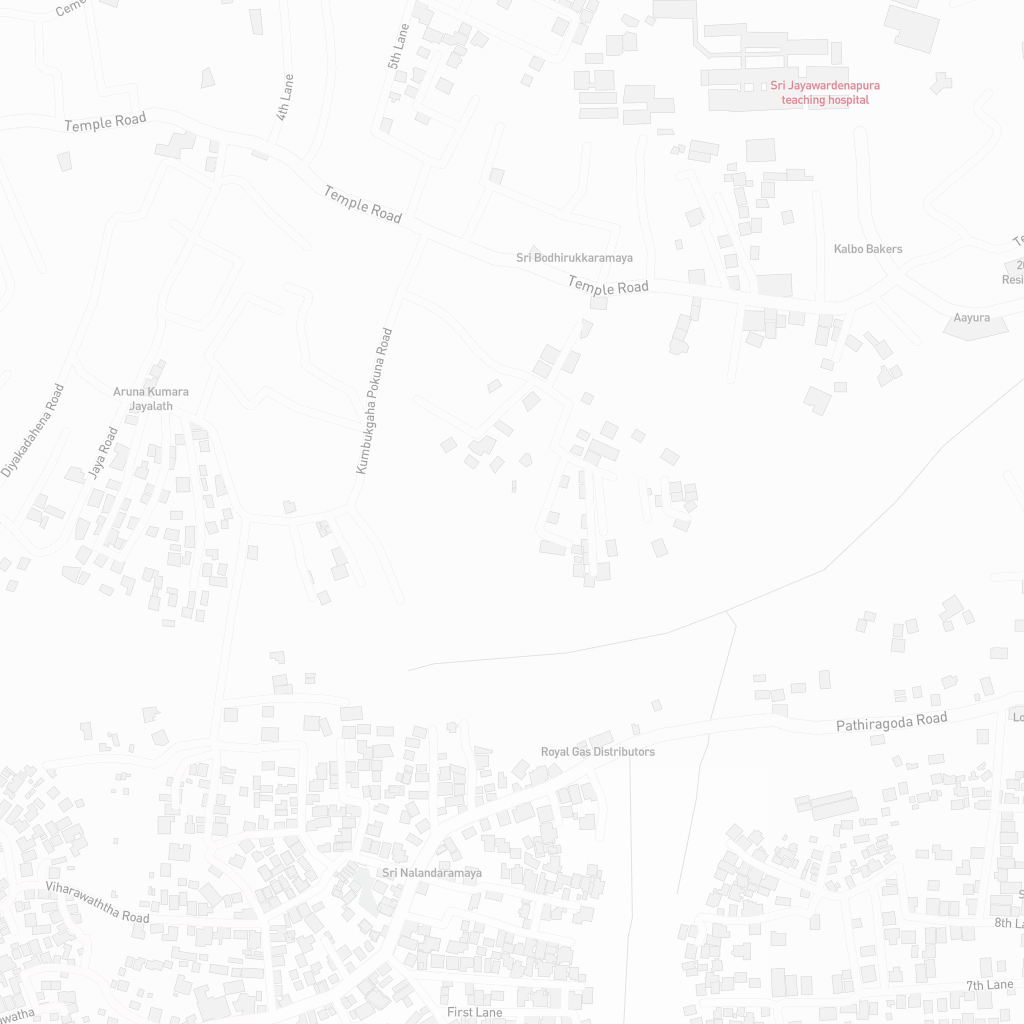 5th Lane
4th Lane
Sri Jayawardenapura
teaching hospital
Temple Road
Temple Road
Kalbo Bakers
Sri Bodhirukkaramaya
Temple Road
Aayura
Kumbukgaha Pokuna Road
Aruna Kumara
Jayalath
Diyakadahena Road
Jaya Road
Pathiragoda Road
Royal Gas Distributors
Sri Nalandaramaya
Viharawaththa Road
7th Lane
First Lane